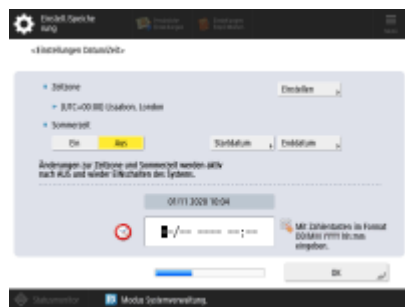 Einstell./Speiche
rung
<Einstellungen Datum/Zeit>
Zeitzone
Einstellen
(UTC+00:00) Lissabon, London
Sommerzeit
Ein
Aus
Startdatum
Enddatum
Änderungen zur Zeitzone und Sommerzeit werden aktiv
nach AUS und wieder EINschalten des Systems.
01/11 2020 10:04
-/-- ---- --:--
Mit Zahlentasten im Format
DD/MM YYYY hh:mm
eingeben.
OK
Statusmonitor
Modus Systemverwaltung.